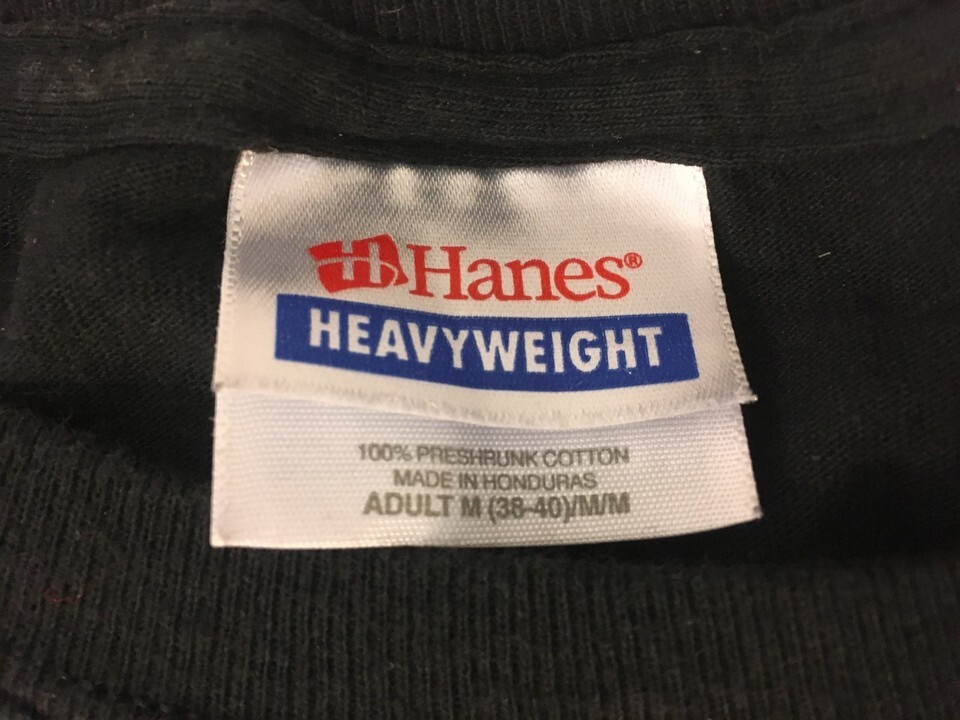 Hanes®
HEAVYWEIGHT
100% PRESHRUNK COTTON
MADE IN HONDURAS
ADULT M (38-40)/M/M